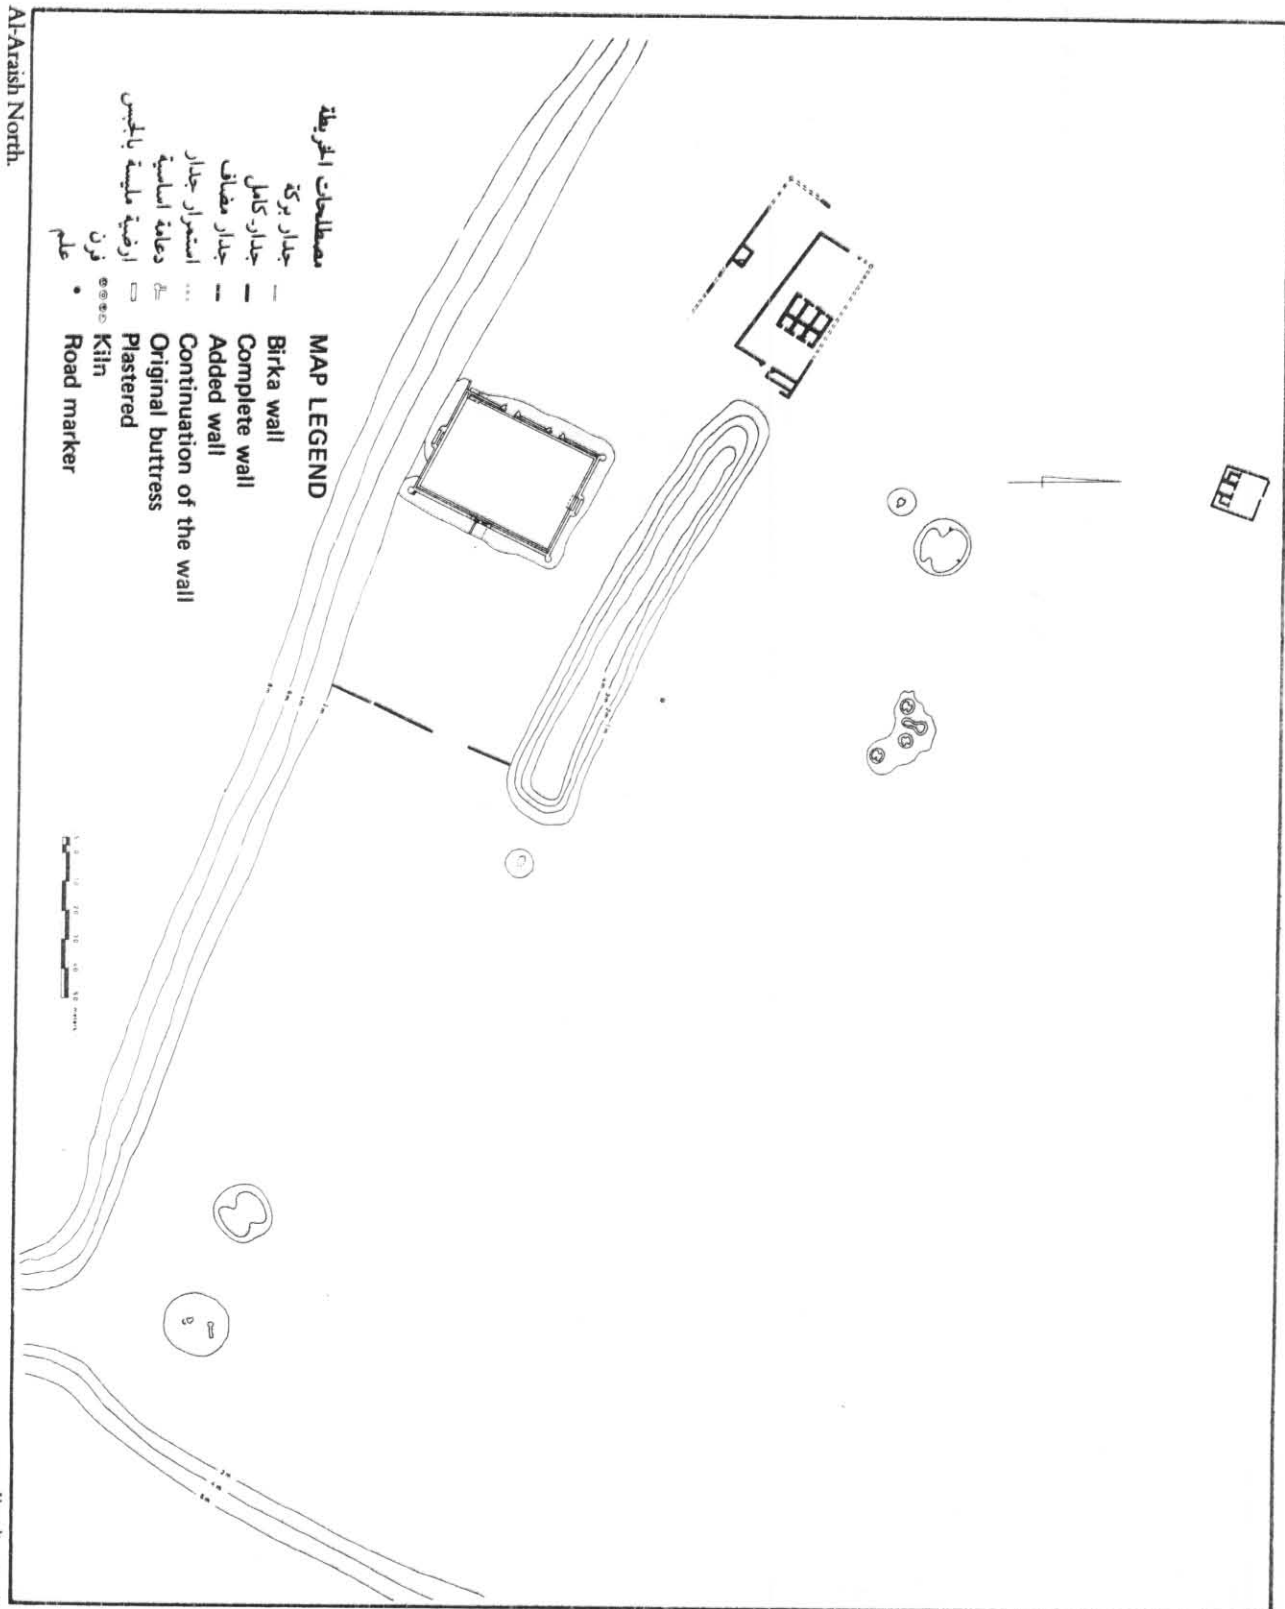 Al-Araish North.
مصطلحات الخريطة
MAP LEGEND
جدار بركة
Birka wall
جدار كامل
Complete wall
جدار مضاف
Added wall
استمرار جدار
Continuation of the wall
دعامة اساسية
Original buttress
ارضية مليسة بالجبس
Plastered
فرن
Kiln
علم
Road marker